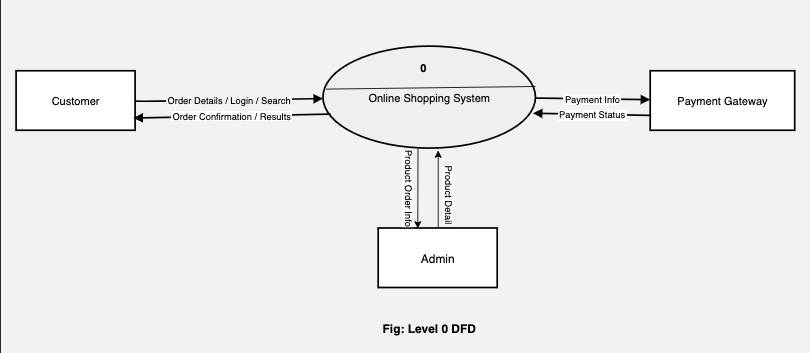 0
Customer
Order Details / Login / Search
Online Shopping System
Payment Info
Payment Gateway
Order Confirmation / Results
Payment Status
Product Order Info
Product Detail
Admin
Fig: Level 0 DFD